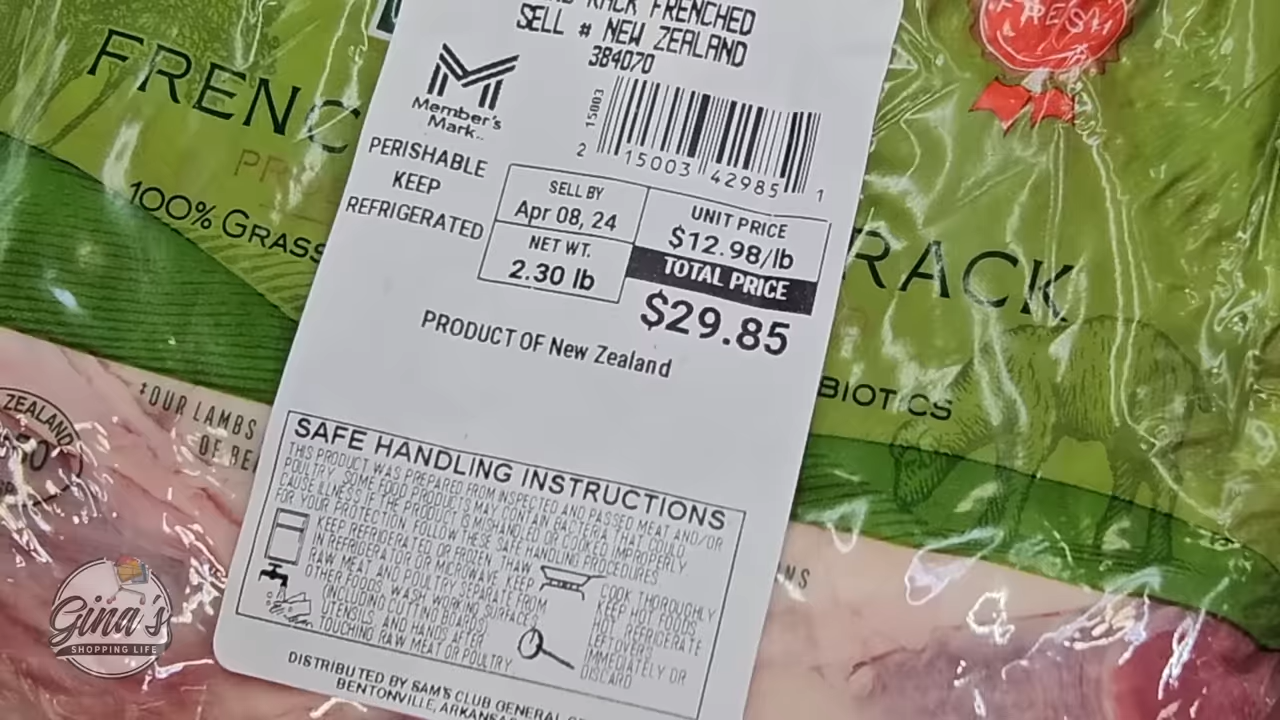 RACK FRENCHED
SELL # NEW ZEALAND
384070
Member's
Mark
15003
2 15003 42985 1
PERISHABLE
KEEP
REFRIGERATED
SELL BY
Apr 08, 24
UNIT PRICE
$12.98/lb
NET WT.
2.30 lb
TOTAL PRICE
$29.85
PRODUCT OF New Zealand
SAFE HANDLING INSTRUCTIONS
THIS PRODUCT WAS PREPARED FROM INSPECTED AND PASSED MEAT AND/OR
POULTRY. SOME FOOD PRODUCTS MAY CONTAIN BACTERIA THAT COULD
CAUSE ILLNESS IF THE PRODUCT IS MISHANDLED OR COOKED IMPROPERLY.
FOR YOUR PROTECTION, FOLLOW THESE SAFE HANDLING PROCEDURES.
KEEP REFRIGERATED OR FROZEN. THAW
IN REFRIGERATOR OR MICROWAVE. KEEP
RAW MEAT AND POULTRY SEPARATE FROM
OTHER FOODS. WASH WORKING SURFACES
(INCLUDING CUTTING BOARDS),
UTENSILS, AND HANDS AFTER
TOUCHING RAW MEAT OR POULTRY
COOK THOROUGHLY
KEEP HOT FOODS
HOT. REFRIGERATE
LEFTOVERS
IMMEDIATELY OR
DISCARD
DISTRIBUTED BY SAM'S CLUB GENERAL
BENTONVILLE, ARKANSAS
FRENC
100% GRASS
FRESH
RACK
BIOTICS
ZEALAND
‡OUR LAMBS
OF
Gina's
SHOPPING LIFE